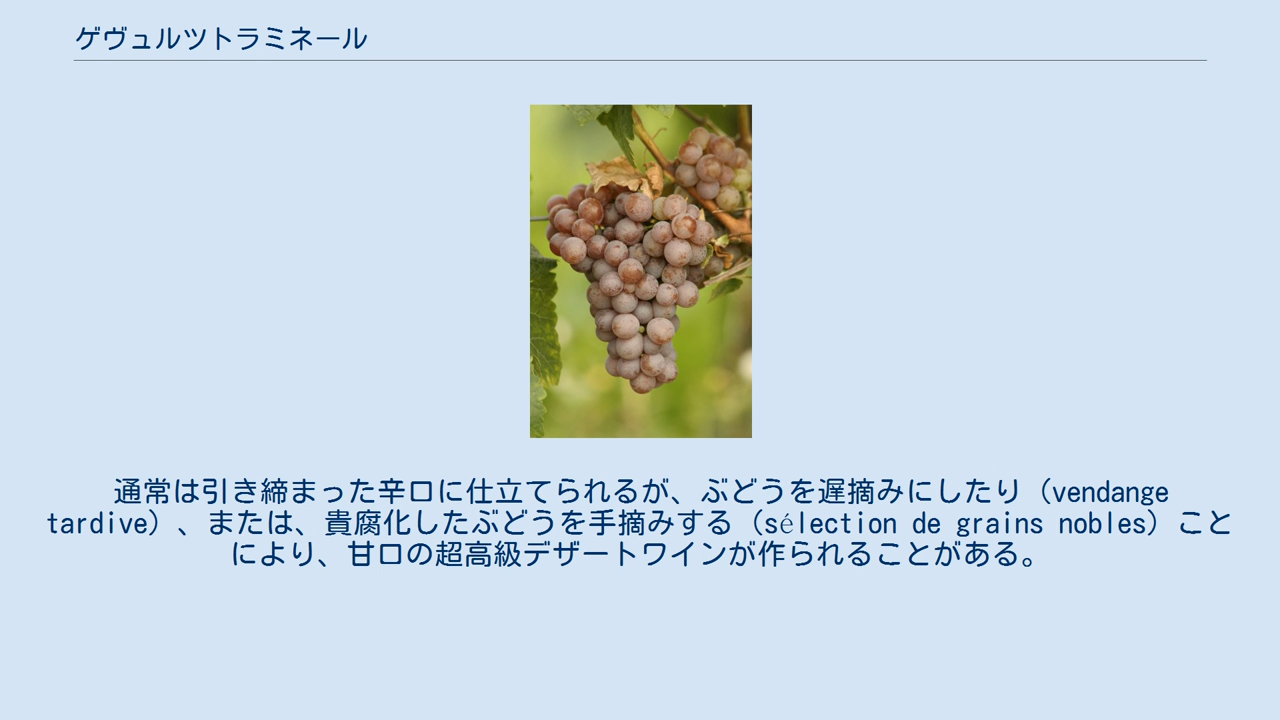 ゲヴュルツトラミネール
通常は引き締まった辛口に仕立てられるが、ぶどうを遅摘みにしたり（vendange
tardive）、または、貴腐化したぶどうを手摘みする（sélection de grains nobles）こと
により、甘口の超高級デザートワインが作られることがある。